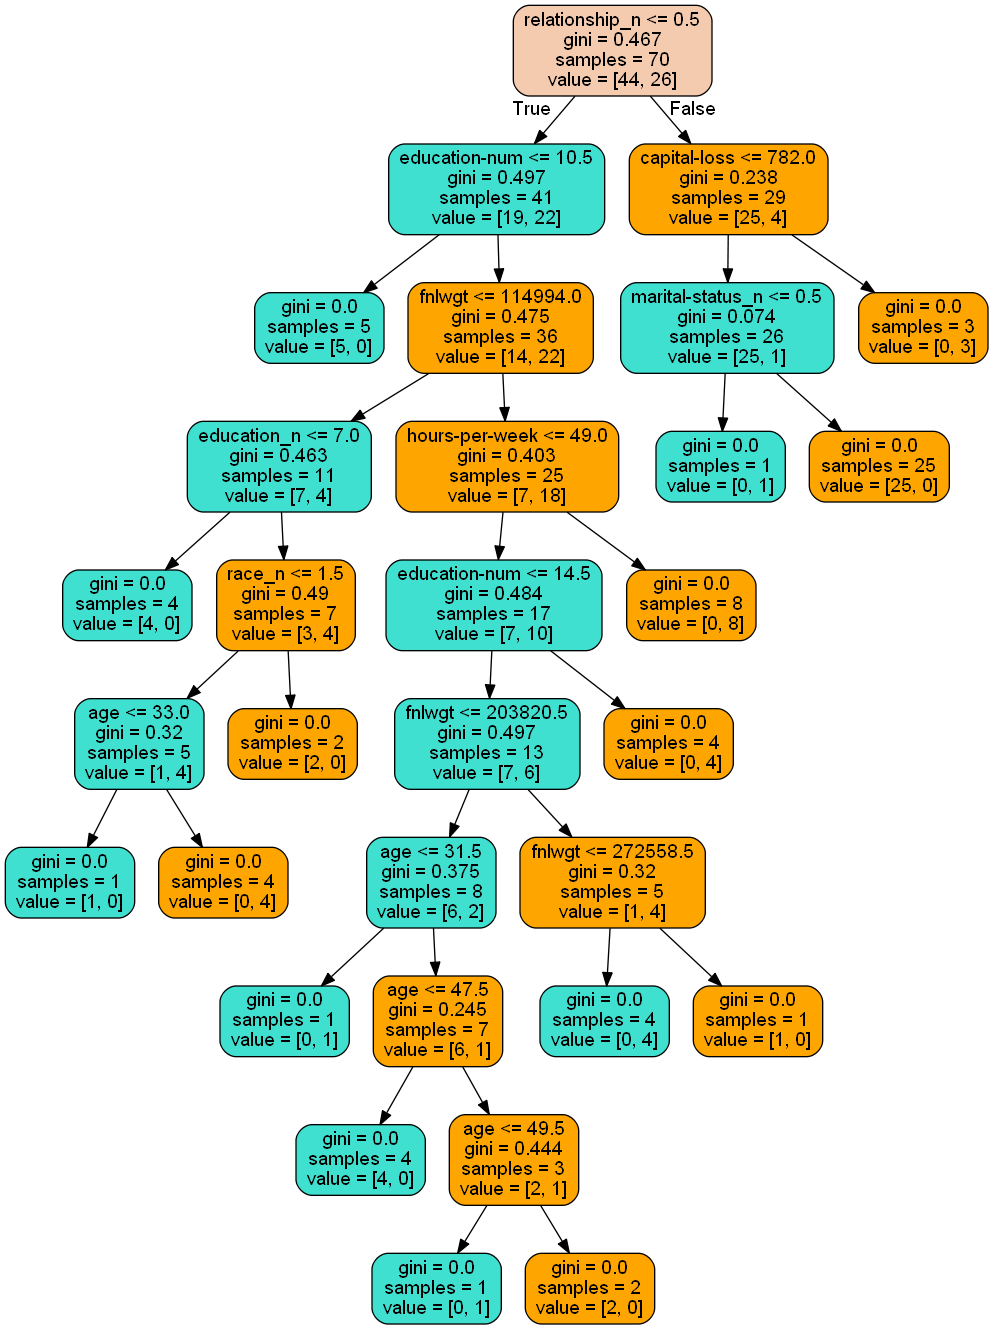 relationship_n <= 0.5
gini = 0.467
samples = 70
value = [44, 26]
True
False
education-num <= 10.5
gini = 0.497
samples = 41
value = [19, 22]
capital-loss <= 782.0
gini = 0.238
samples = 29
value = [25, 4]
gini = 0.0
samples = 5
value = [5, 0]
fnlwgt <= 114994.0
gini = 0.475
samples = 36
value = [14, 22]
marital-status_n <= 0.5
gini = 0.074
samples = 26
value = [25, 1]
gini = 0.0
samples = 3
value = [0, 3]
education_n <= 7.0
gini = 0.463
samples = 11
value = [7, 4]
hours-per-week <= 49.0
gini = 0.403
samples = 25
value = [7, 18]
gini = 0.0
samples = 1
value = [0, 1]
gini = 0.0
samples = 25
value = [25, 0]
gini = 0.0
samples = 4
value = [4, 0]
race_n <= 1.5
gini = 0.49
samples = 7
value = [3, 4]
education-num <= 14.5
gini = 0.484
samples = 17
value = [7, 10]
gini = 0.0
samples = 8
value = [0, 8]
age <= 33.0
gini = 0.32
samples = 5
value = [1, 4]
gini = 0.0
samples = 2
value = [2, 0]
fnlwgt <= 203820.5
gini = 0.497
samples = 13
value = [7, 6]
gini = 0.0
samples = 4
value = [0, 4]
gini = 0.0
samples = 1
value = [1, 0]
gini = 0.0
samples = 4
value = [0, 4]
age <= 31.5
gini = 0.375
samples = 8
value = [6, 2]
fnlwgt <= 272558.5
gini = 0.32
samples = 5
value = [1, 4]
gini = 0.0
samples = 1
value = [0, 1]
age <= 47.5
gini = 0.245
samples = 7
value = [6, 1]
gini = 0.0
samples = 4
value = [0, 4]
gini = 0.0
samples = 1
value = [1, 0]
gini = 0.0
samples = 4
value = [4, 0]
age <= 49.5
gini = 0.444
samples = 3
value = [2, 1]
gini = 0.0
samples = 1
value = [0, 1]
gini = 0.0
samples = 2
value = [2, 0]